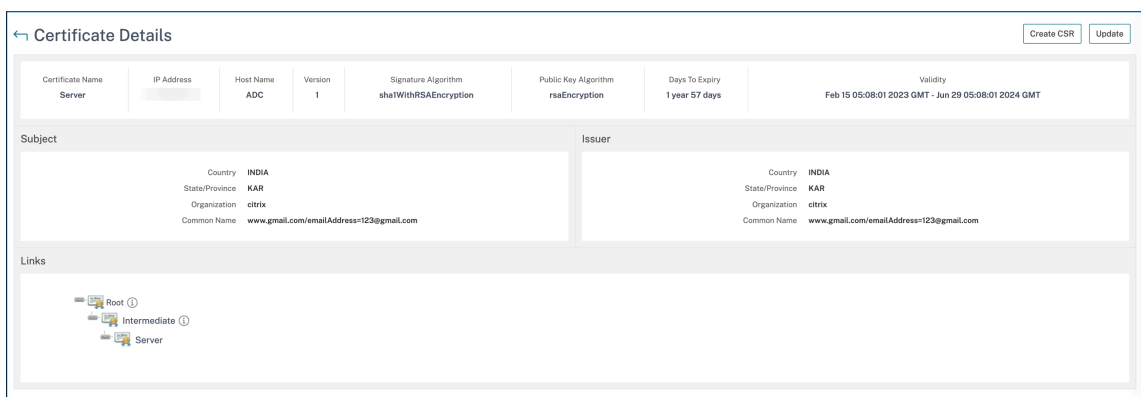 Certificate Details
Create CSR
Update
Certificate Name
Server
IP Address
Host Name
ADC
Version
1
Signature Algorithm
sha1WithRSAEncryption
Public Key Algorithm
rsaEncryption
Days To Expiry
1 year 57 days
Validity
Feb 15 05:08:01 2023 GMT - Jun 29 05:08:01 2024 GMT
Subject
Country INDIA
State/Province KAR
Organization citrix
Common Name www.gmail.com/emailAddress=123@gmail.com
Issuer
Country INDIA
State/Province KAR
Organization citrix
Common Name www.gmail.com/emailAddress=123@gmail.com
Links
Root
Intermediate
Server